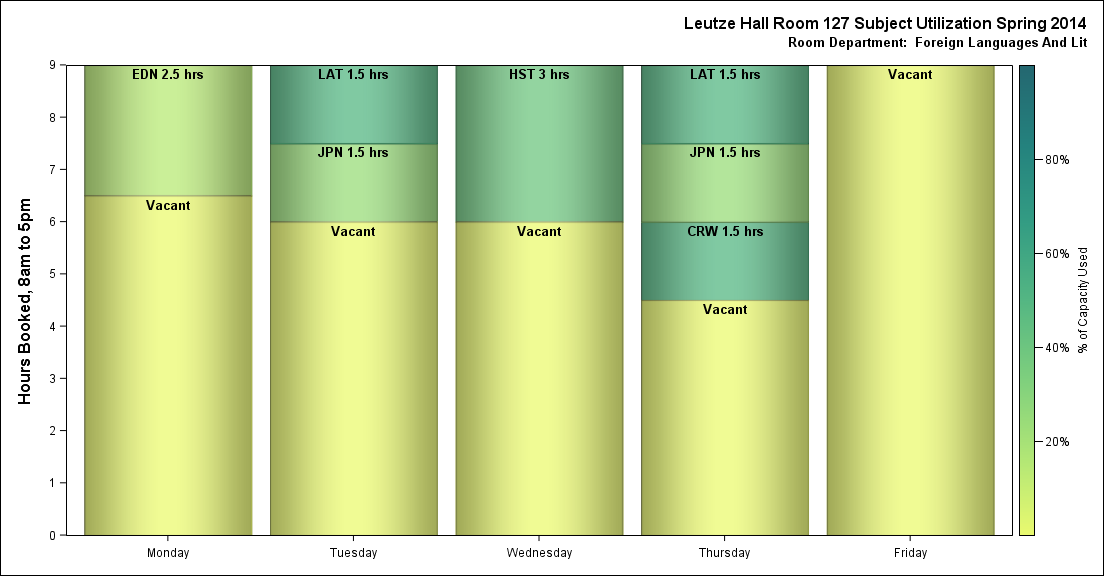 Leutze Hall Room 127 Subject Utilization Spring 2014
Room Department:  Foreign Languages And Lit
Hours Booked, 8am to 5pm
9
8
7
6
5
4
3
2
1
0
EDN 2.5 hrs
Vacant
LAT 1.5 hrs
JPN 1.5 hrs
Vacant
HST 3 hrs
Vacant
LAT 1.5 hrs
JPN 1.5 hrs
CRW 1.5 hrs
Vacant
Vacant
Monday
Tuesday
Wednesday
Thursday
Friday
80%
60%
40%
20%
% of Capacity Used